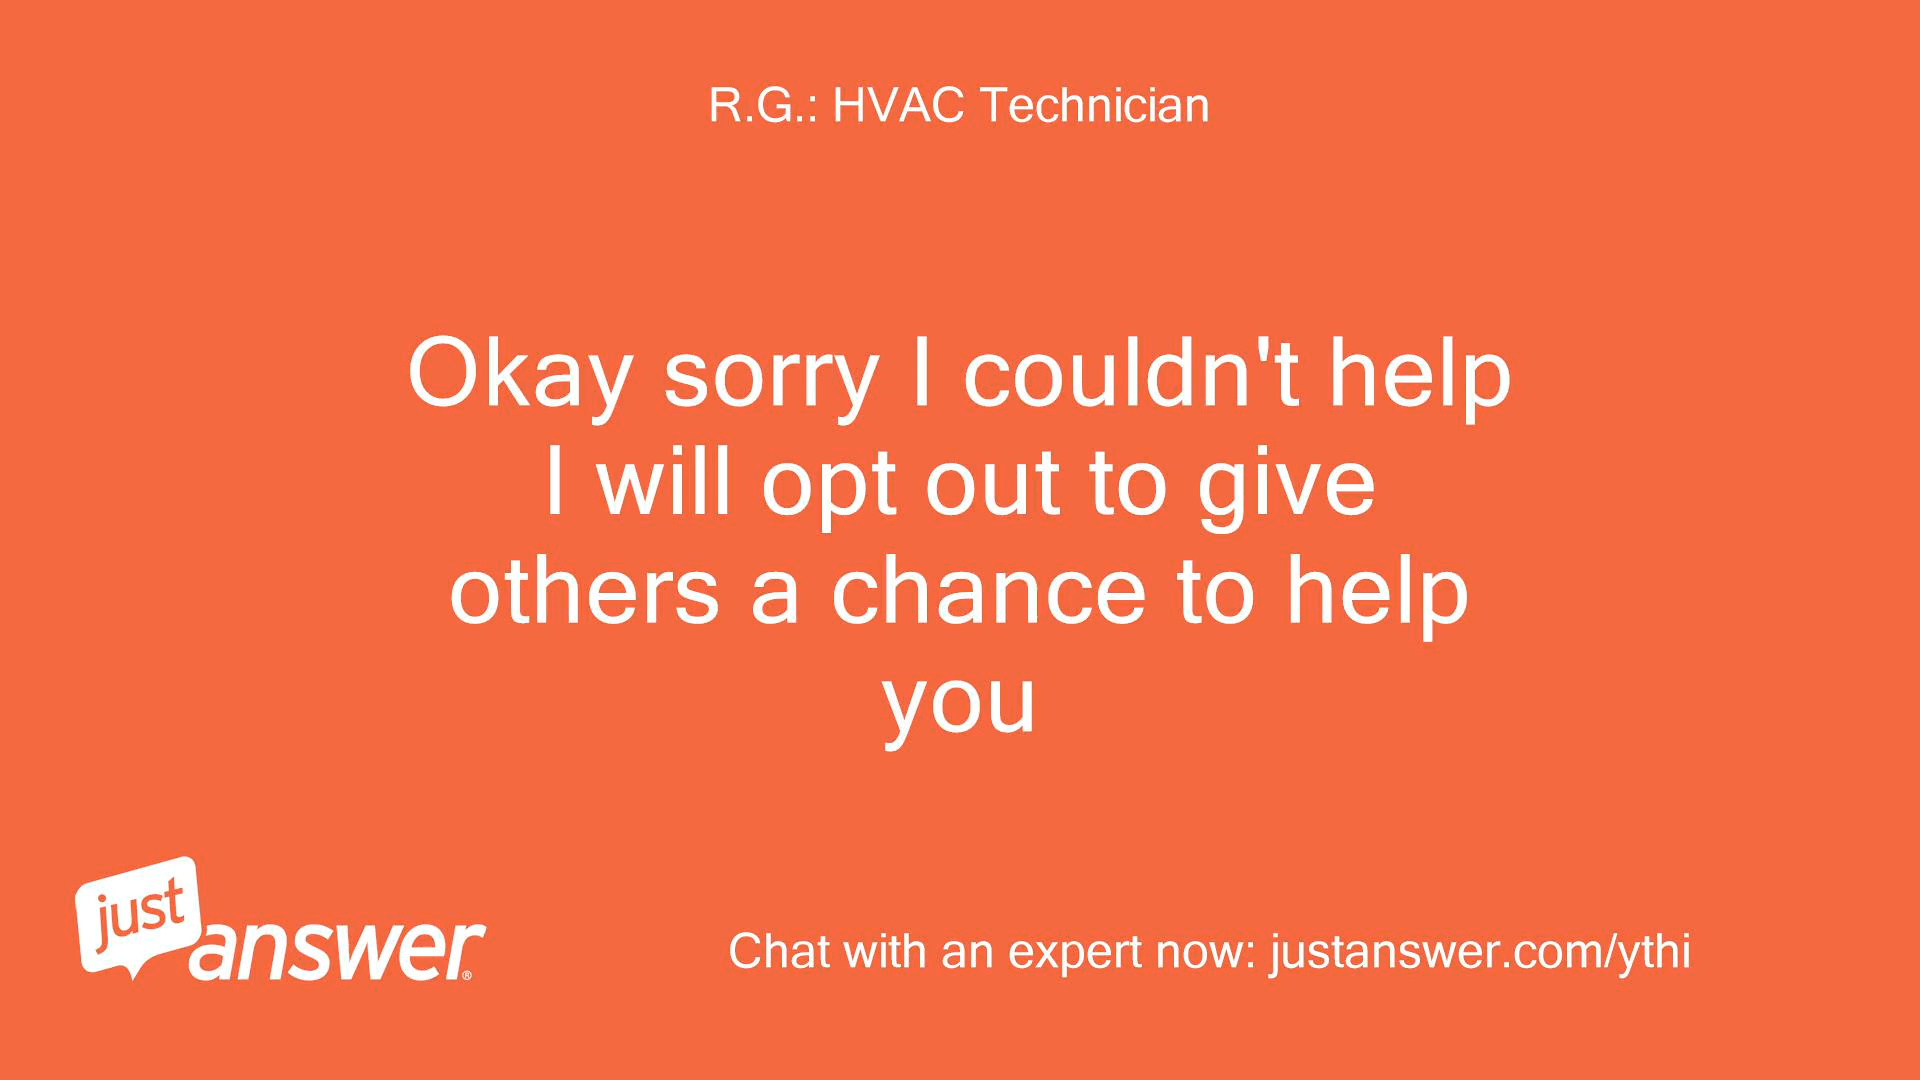 R.G.: HVAC Technician
Okay sorry I couldn't help
I will opt out to give
others a chance to help
you
just
answer®
Chat with an expert now: justanswer.com/ythi